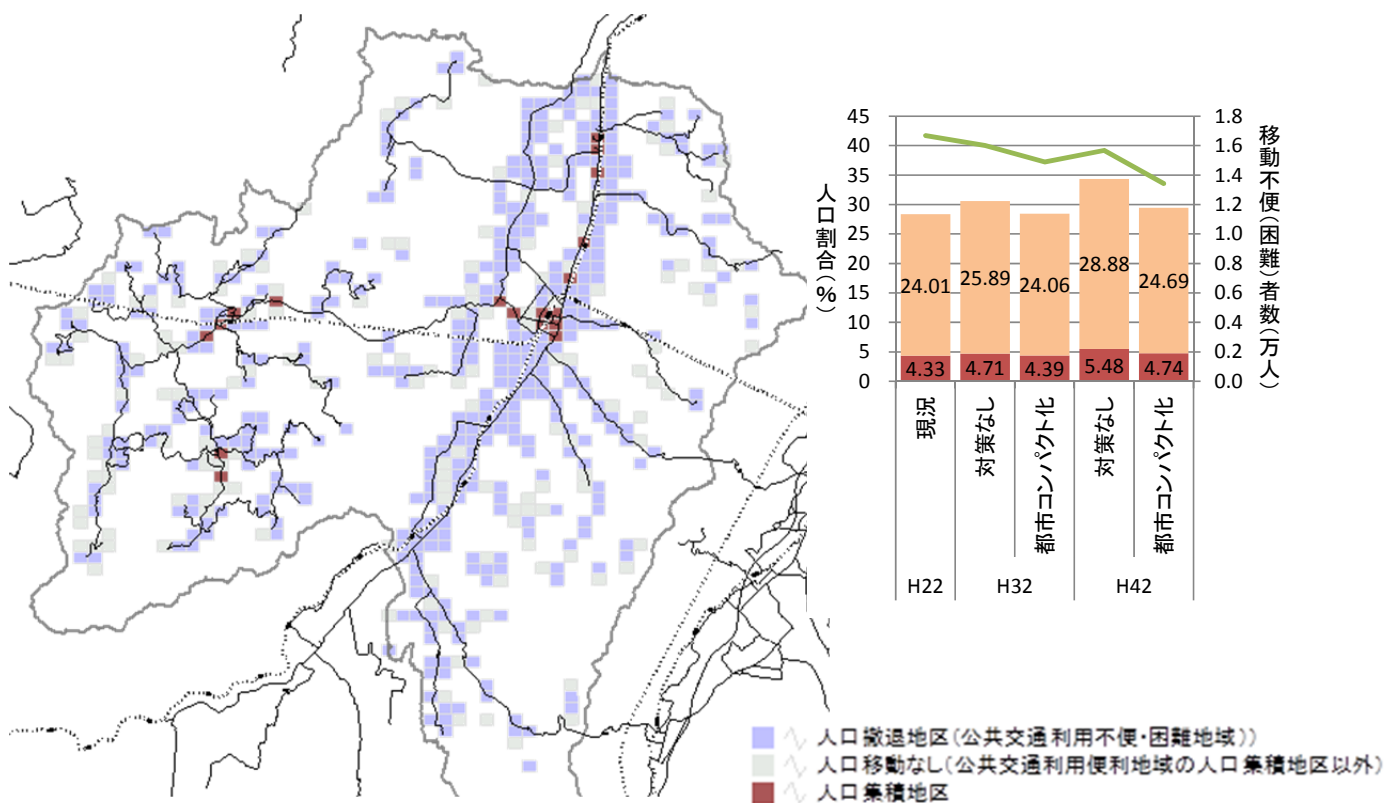 45
40
35
30
25
20
15
10
5
0
人口割合(%)
1.8
1.6
1.4
1.2
1.0
0.8
0.6
0.4
0.2
0.0
移動不便(困難)者数(万人)
24.01 25.89 24.06 28.88 24.69
4.33 4.71 4.39 5.48 4.74
現況
対策なし
都市コンパクト化
対策なし
都市コンパクト化
H22 H32 H42
人口撤退地区(公共交通利用不便・困難地域))
人口移動なし(公共交通利用便利地域の人口集積地区以外)
人口集積地区